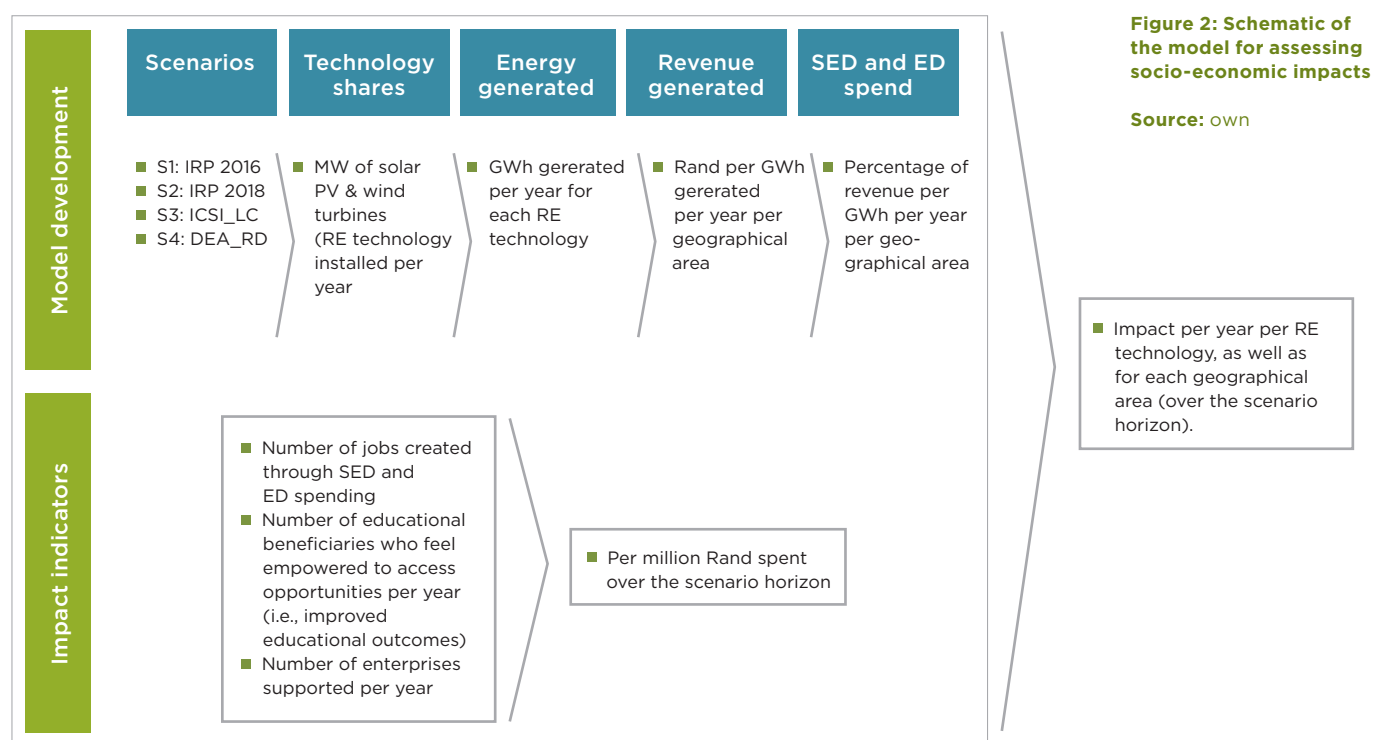 Model development
Scenarios
Technology
shares
Energy
generated
Revenue
generated
SED and ED
spend
S1: IRP 2016
S2: IRP 2018
S3: ICSI_LC
S4: DEA_RD
MW of solar
PV & wind
turbines
(RE technology
installed per
year
GWh gererated
per year for
each RE
technology
Rand per GWh
gererated
per year per
geographical
area
Percentage of
revenue per
GWh per year
per geo-
graphical area
Impact indicators
Number of jobs created
through SED and
ED spending
Number of educational
beneficiaries who feel
empowered to access
opportunities per year
(i.e., improved
educational outcomes)
Number of enterprises
supported per year
Per million Rand spent
over the scenario horizon
Impact per year per RE
technology, as well as
for each geographical
area (over the scenario
horizon).
Figure 2: Schematic of
the model for assessing
socio-economic impacts
Source: own